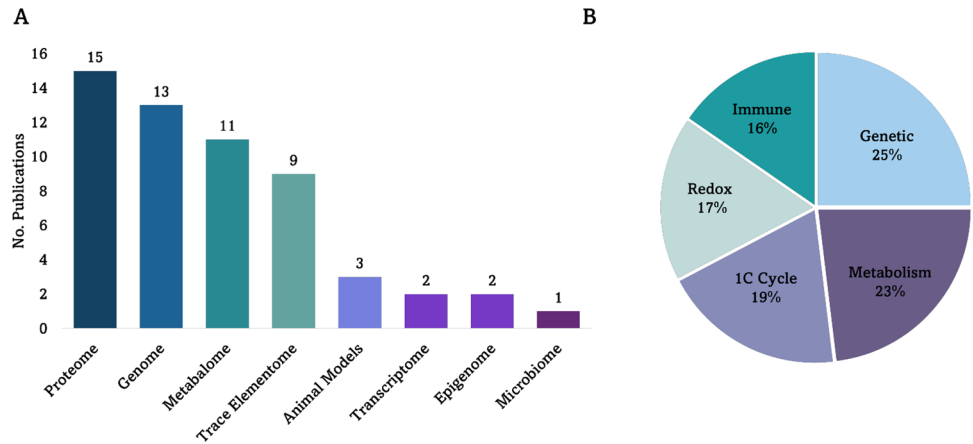 A
No. Publications
16
14
12
10
8
6
4
2
0
15
13
11
9
3
2
2
1
Proteome
Genome
Metabalome
Trace Elementome
Animal Models
Transcriptome
Epigenome
Microbiome
B
Genetic
25%
Metabolism
23%
1C Cycle
19%
Redox
17%
Immune
16%